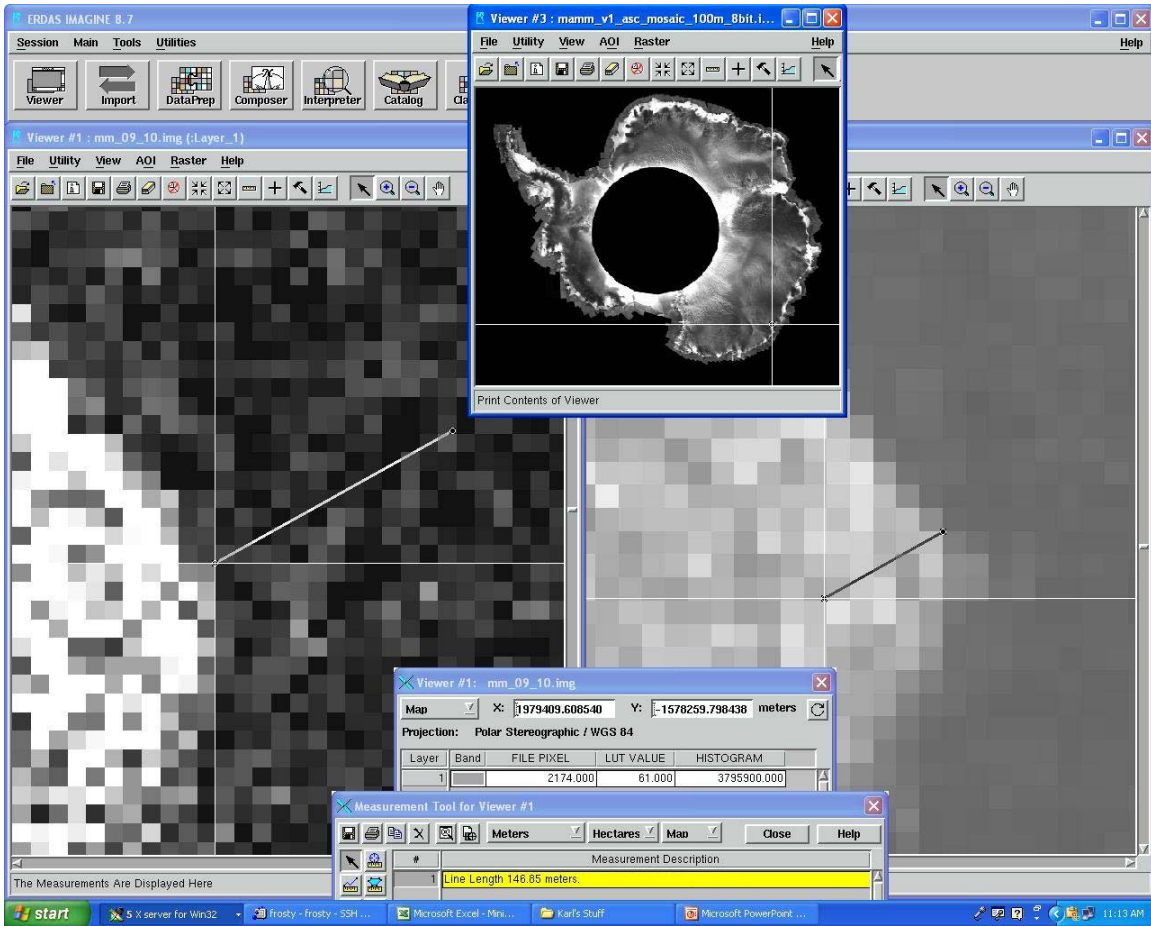 ERDAS IMAGINE 8.7
Session Main Tools Utilities
Help
Viewer Import DataPrep Composer Interpreter Catalog
Viewer #3 : mamm_v1_asc_mosaic_100m_8bit.i...
File Utility View AOI Raster Help
Print Contents of Viewer
Viewer #1 : mm_09_10.img (:Layer_1)
File Utility View AOI Raster Help
The Measurements Are Displayed Here
Viewer #1: mm_09_10.img
Map X: 1979409.608540 Y: -1578259.798438 meters
Projection: Polar Stereographic / WGS 84
Layer Band FILE PIXEL LUT VALUE HISTOGRAM
1 2174.000 61.000 3795900.000
Measurement Tool for Viewer #1
Meters Hectares Map Close Help
# Measurement Description
1 Line Length 146.85 meters.
start 5 X server for Win32 frosty - frosty - SSH ... Microsoft Excel - Mini... Karl's Stuff Microsoft PowerPoint ... 11:13 AM